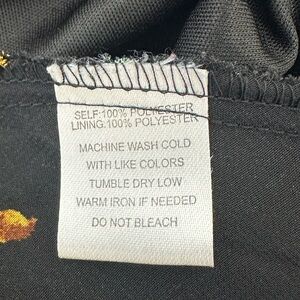 SELF:100% POLYESTER
LINING:100% POLYESTER
MACHINE WASH COLD
WITH LIKE COLORS
TUMBLE DRY LOW
WARM IRON IF NEEDED
DO NOT BLEACH